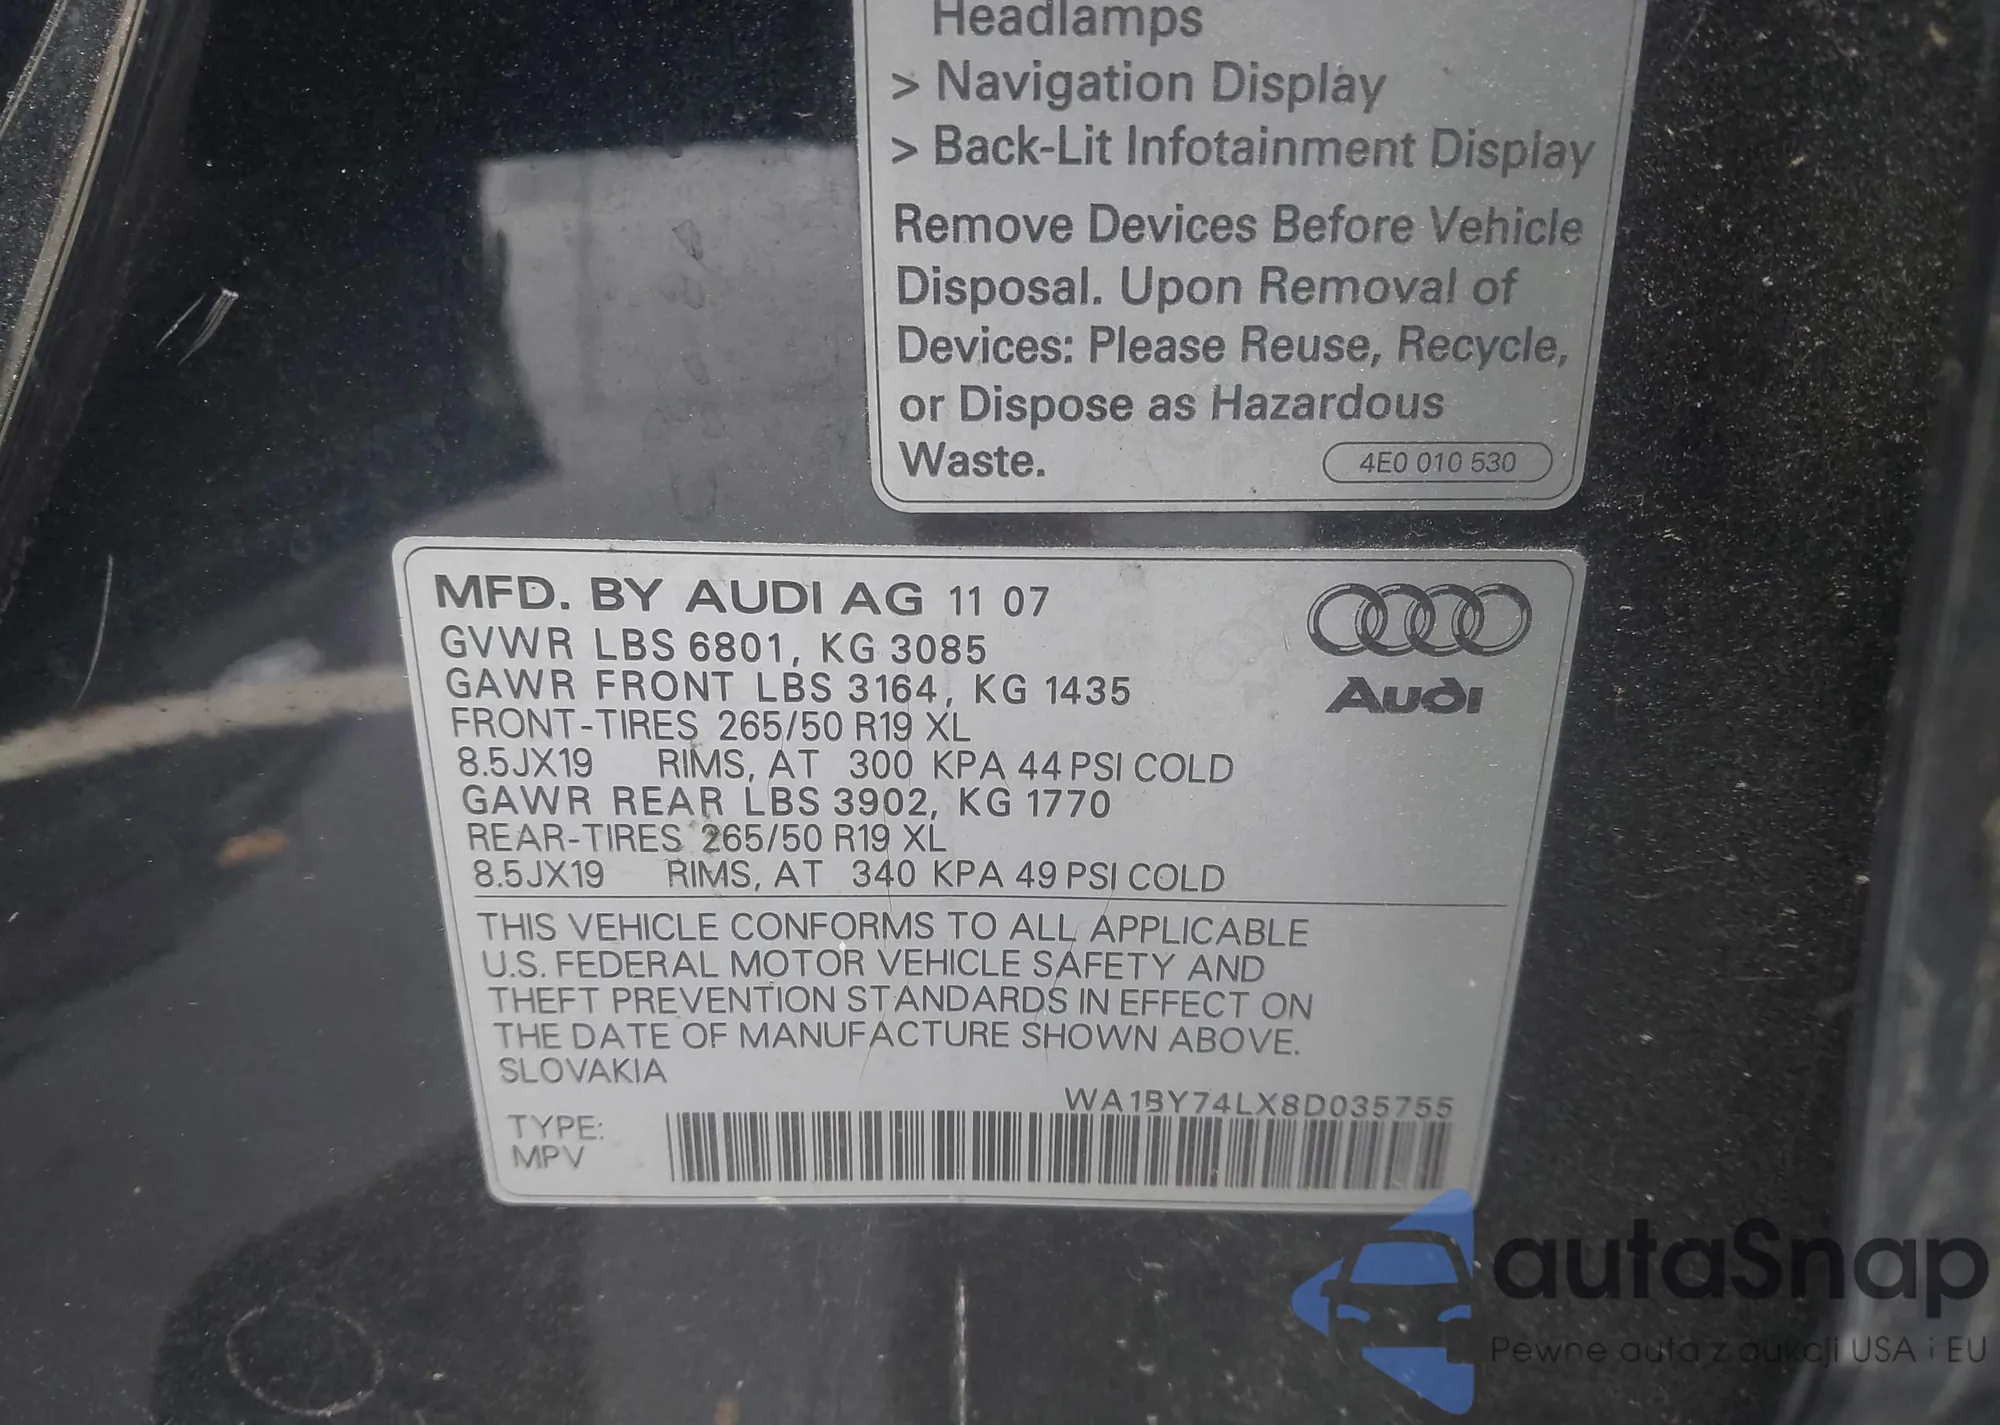 Headlamps
> Navigation Display
> Back-Lit Infotainment Display
Remove Devices Before Vehicle
Disposal. Upon Removal of
Devices: Please Reuse, Recycle,
or Dispose as Hazardous
Waste.
4E0 010 530
MFD. BY AUDI AG 11 07
GVWR LBS 6801, KG 3085
GAWR FRONT LBS 3164, KG 1435
FRONT-TIRES 265/50 R19 XL
8.5JX19 RIMS, AT 300 KPA 44 PSI COLD
GAWR REAR LBS 3902, KG 1770
REAR-TIRES 265/50 R19 XL
8.5JX19 RIMS, AT 340 KPA 49 PSI COLD
Audi
THIS VEHICLE CONFORMS TO ALL APPLICABLE
U.S. FEDERAL MOTOR VEHICLE SAFETY AND
THEFT PREVENTION STANDARDS IN EFFECT ON
THE DATE OF MANUFACTURE SHOWN ABOVE.
SLOVAKIA
WA1BY74LX8D035755
TYPE:
MPV
autaSnap
Pewne auta z aukcji USA i EU